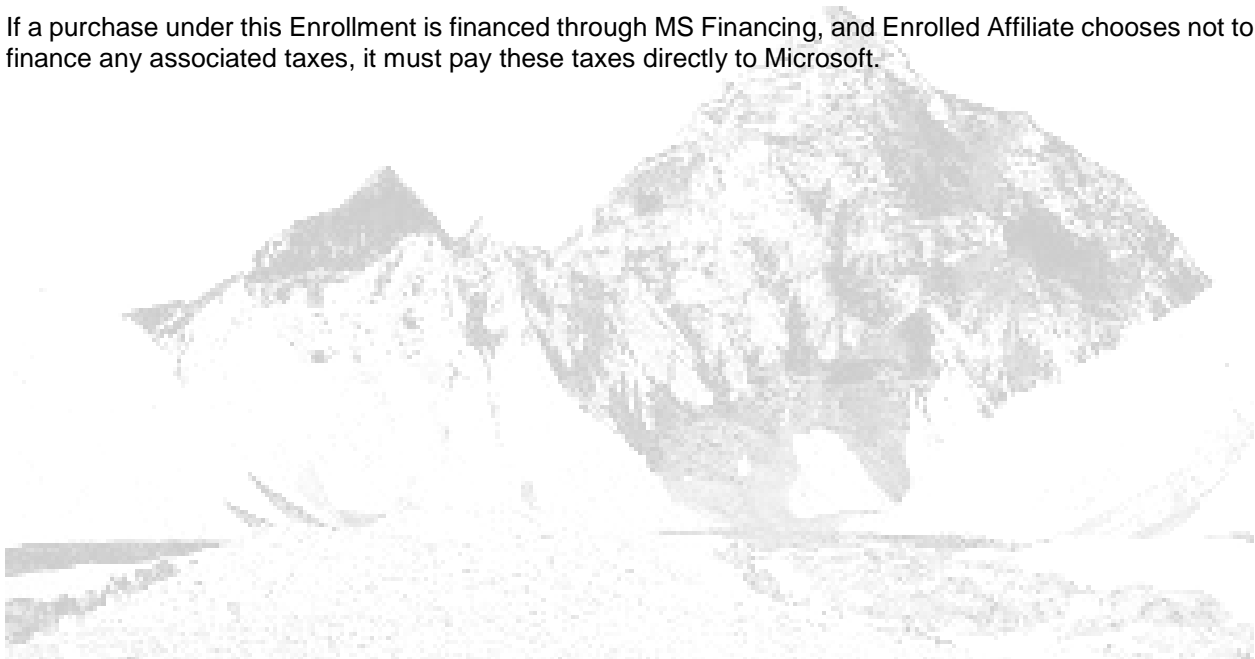 If a purchase under this Enrollment is financed through MS Financing, and Enrolled Affiliate chooses not to
finance any associated taxes, it must pay these taxes directly to Microsoft.